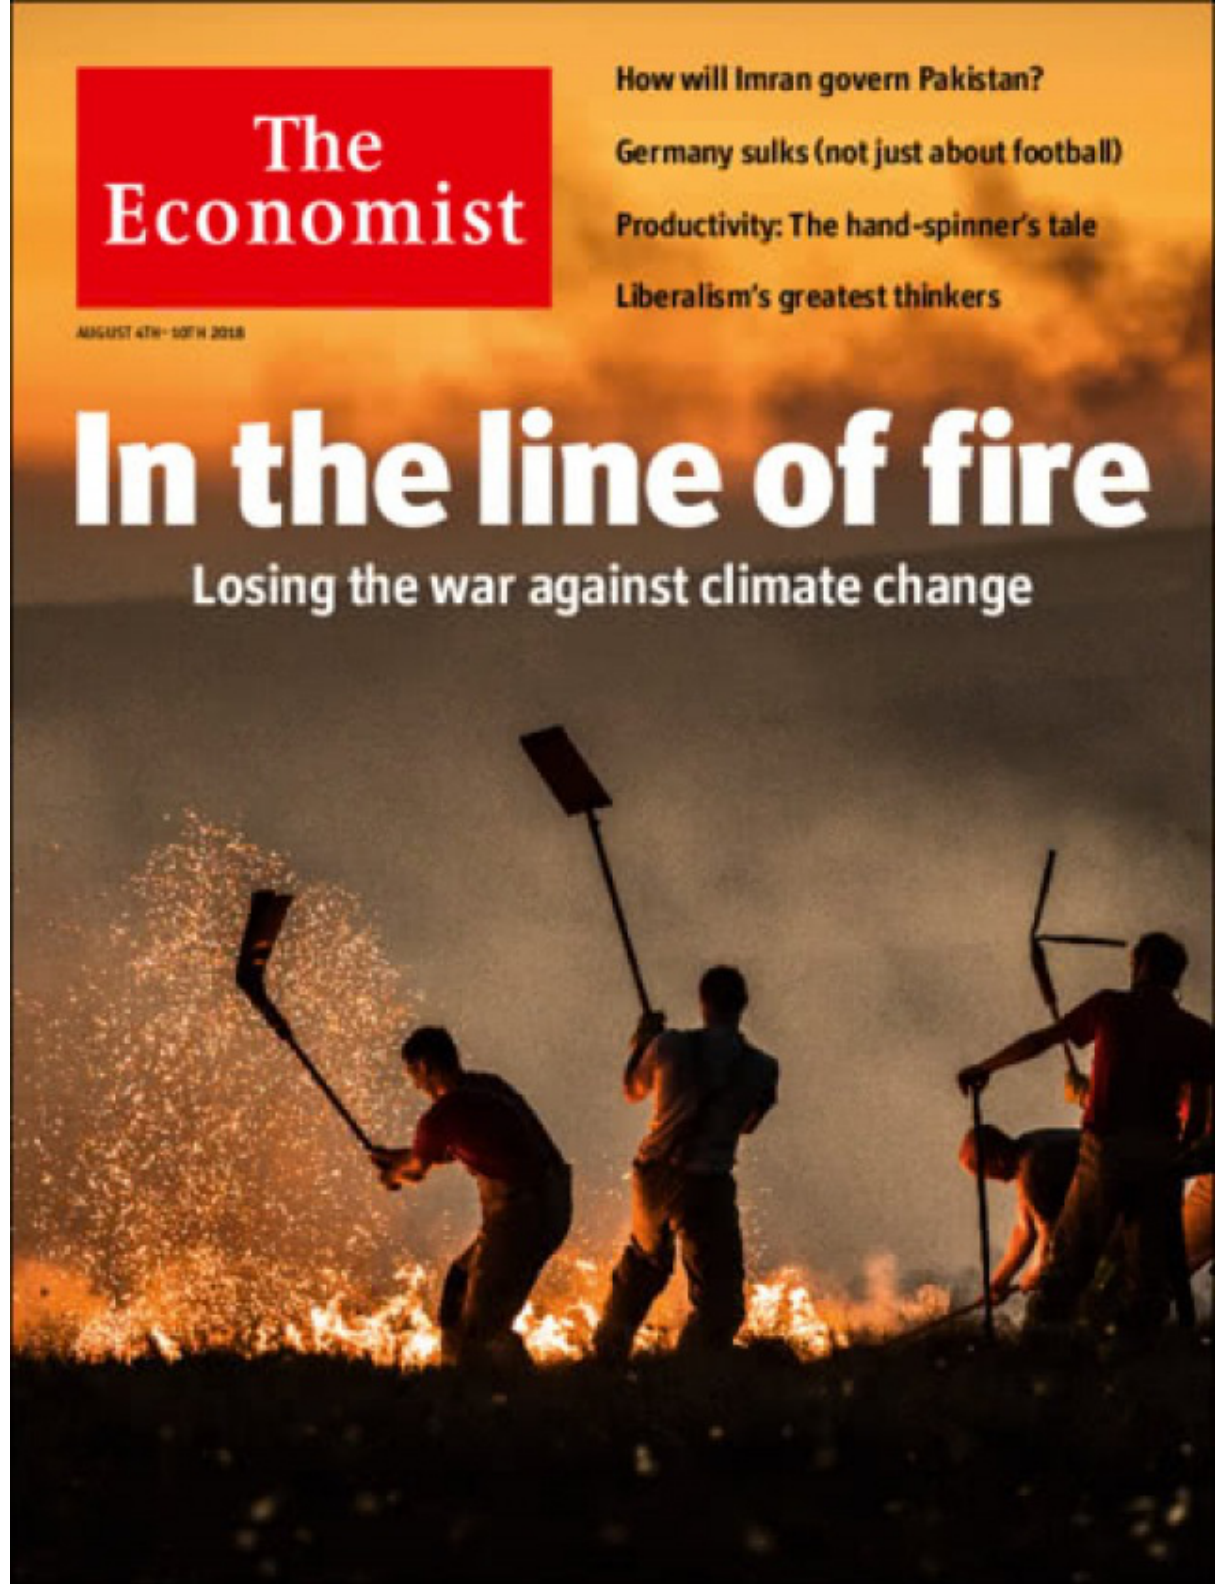 The
Economist
AUGUST 4TH-10TH 2018
How will Imran govern Pakistan?
Germany sulks (not just about football)
Productivity: The hand-spinner's tale
Liberalism's greatest thinkers
In the line of fire
Losing the war against climate change